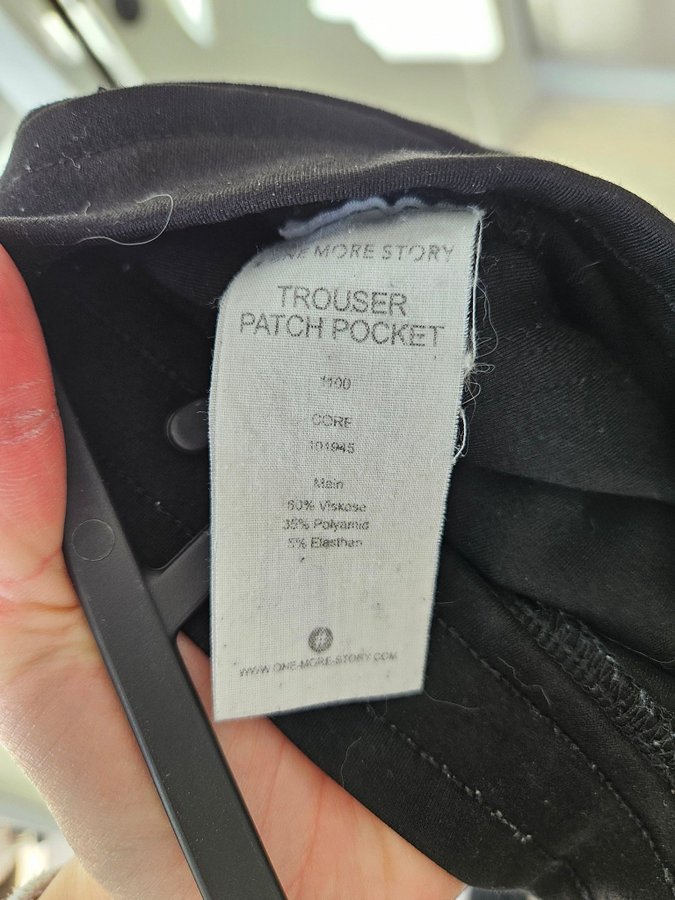 ONE MORE STORY
TROUSER
PATCH POCKET
1100
CORE
101945
Main
60% Viskose
35% Polyamid
5% Elasthan
#
WWW.ONE-MORE-STORY.COM